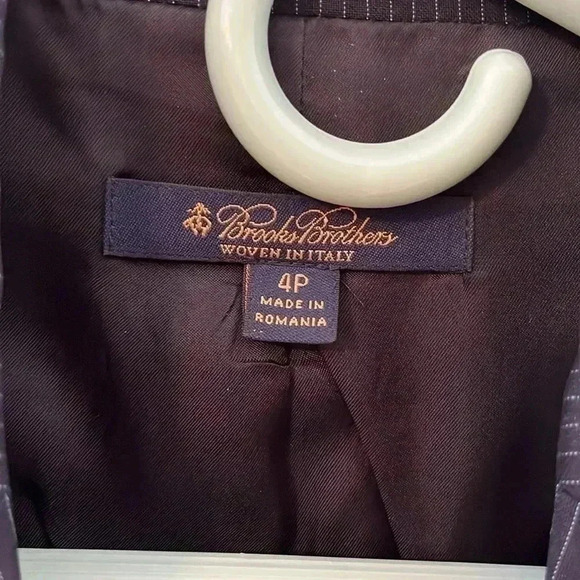 Brooks Brothers
WOVEN IN ITALY
4P
MADE IN
ROMANIA